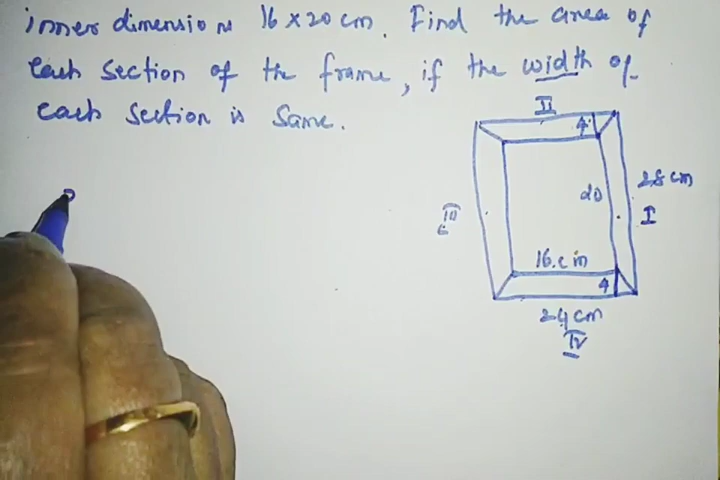 inner dimensions 16 x 20 cm. Find the area of
each section of the frame, if the width of
each section is same.
II
4
28 cm
20
III
I
16 cm
4
24 cm
IV